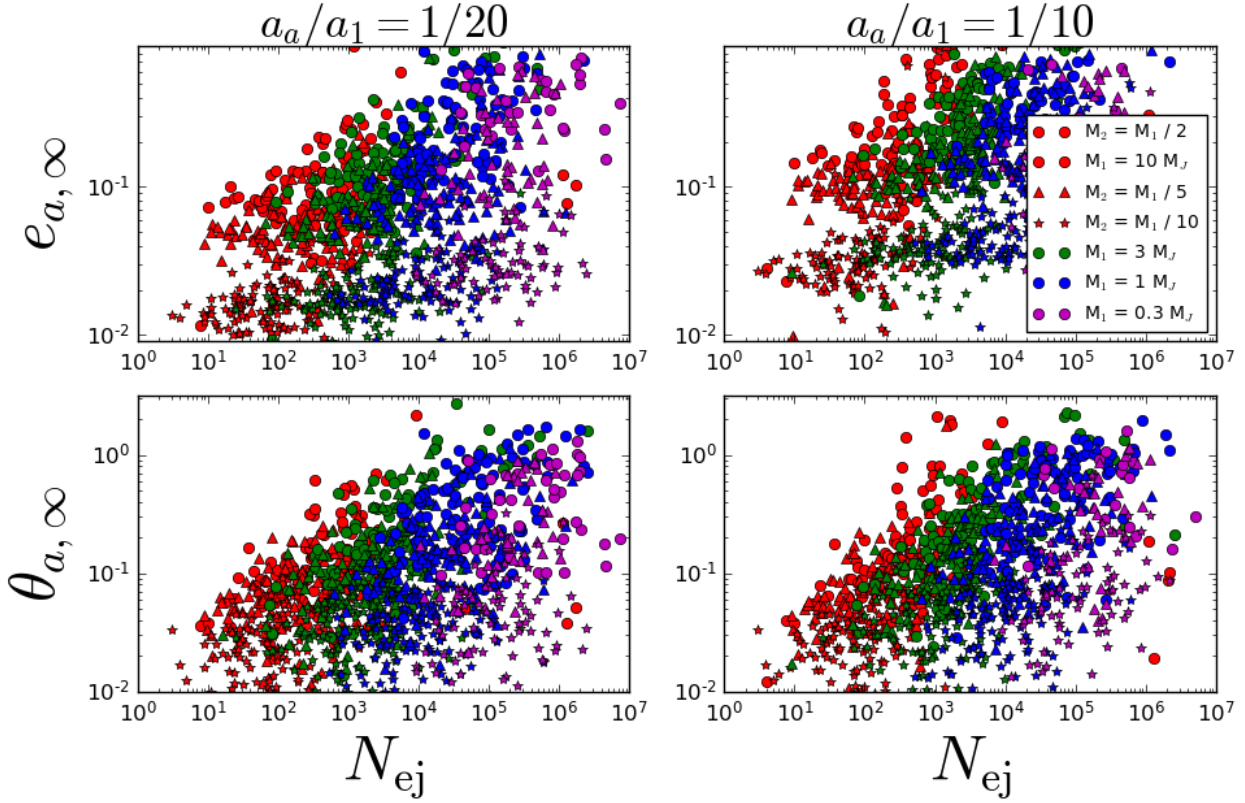 a_a/a_1 = 1/20
a_a/a_1 = 1/10
e_{a, ∞}
10^{-1}
10^{-2}
10^0 10^1 10^2 10^3 10^4 10^5 10^6 10^7
10^{-1}
10^{-2}
10^0 10^1 10^2 10^3 10^4 10^5 10^6 10^7
M_2 = M_1 / 2
M_1 = 10 M_J
M_2 = M_1 / 5
M_2 = M_1 / 10
M_1 = 3 M_J
M_1 = 1 M_J
M_1 = 0.3 M_J
θ_{a, ∞}
10^0
10^{-1}
10^{-2}
10^0 10^1 10^2 10^3 10^4 10^5 10^6 10^7
N_{ej}
10^0
10^{-1}
10^{-2}
10^0 10^1 10^2 10^3 10^4 10^5 10^6 10^7
N_{ej}